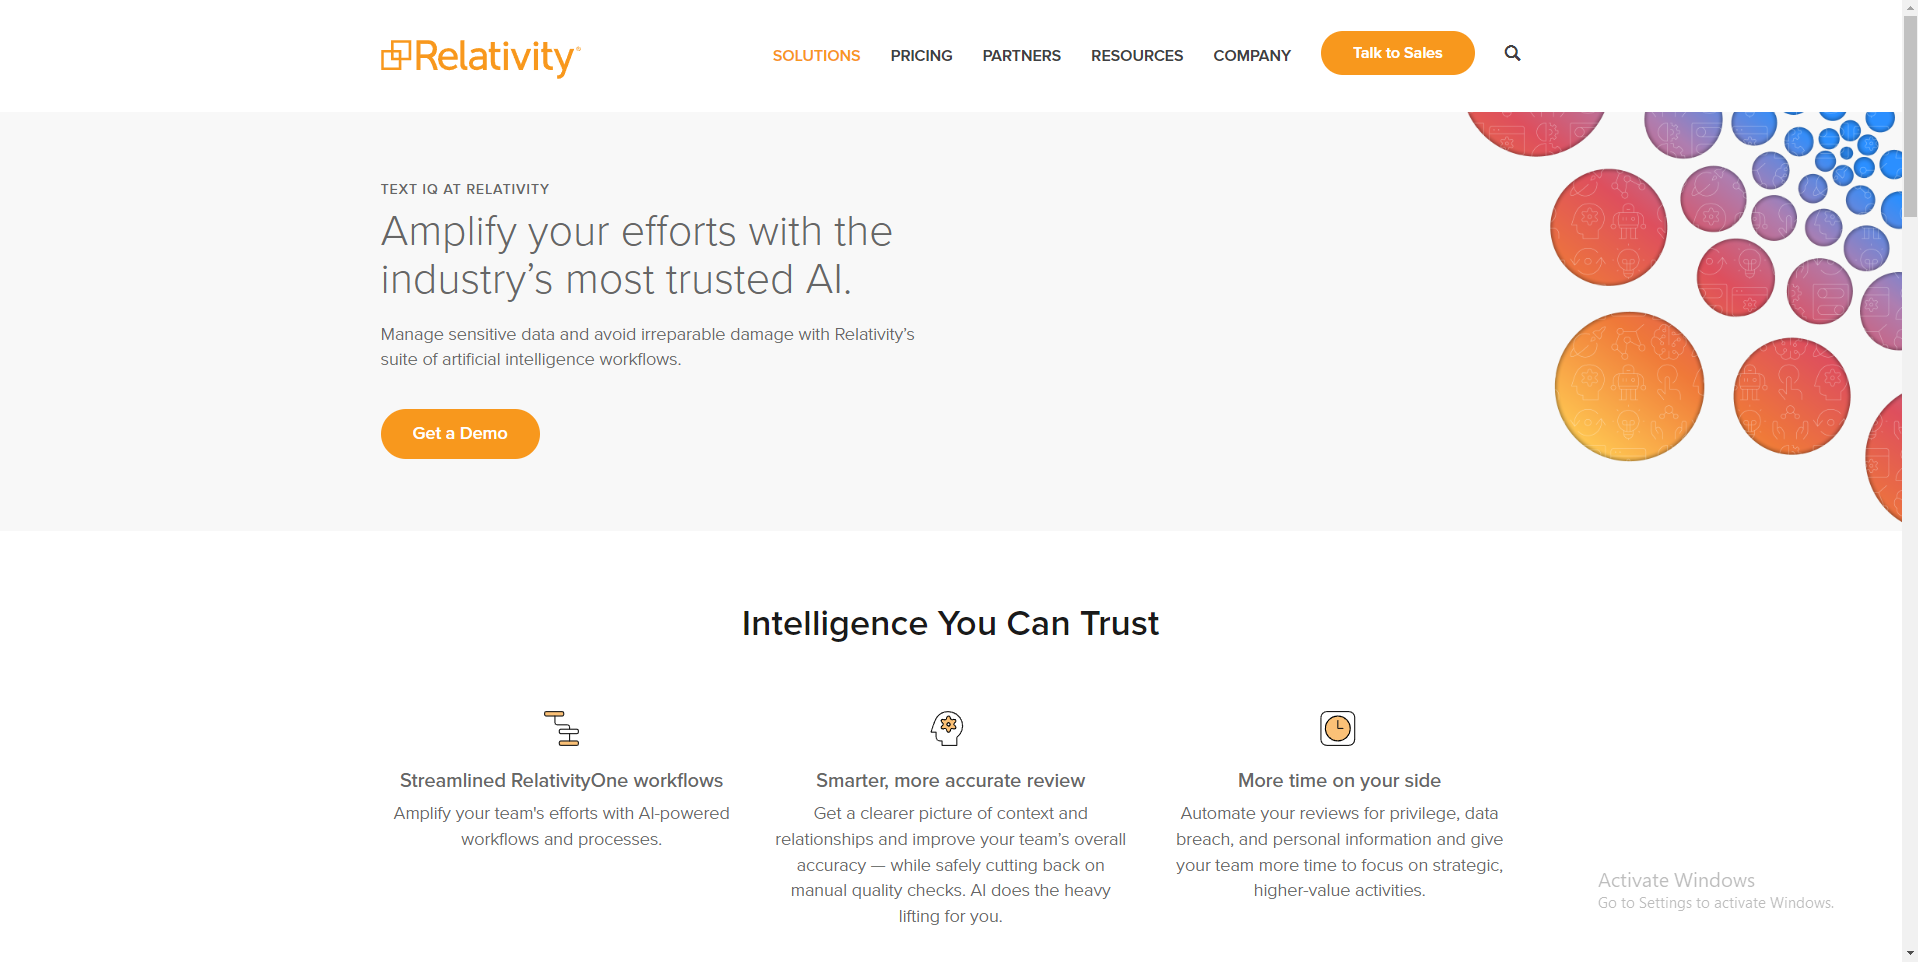 Relativity®
SOLUTIONS
PRICING
PARTNERS
RESOURCES
COMPANY
Talk to Sales
TEXT IQ AT RELATIVITY
Amplify your efforts with the
industry’s most trusted AI.
Manage sensitive data and avoid irreparable damage with Relativity’s
suite of artificial intelligence workflows.
Get a Demo
Intelligence You Can Trust
Streamlined RelativityOne workflows
Amplify your team's efforts with AI-powered
workflows and processes.
Smarter, more accurate review
Get a clearer picture of context and
relationships and improve your team’s overall
accuracy — while safely cutting back on
manual quality checks. AI does the heavy
lifting for you.
More time on your side
Automate your reviews for privilege, data
breach, and personal information and give
your team more time to focus on strategic,
higher-value activities.
Activate Windows
Go to Settings to activate Windows.